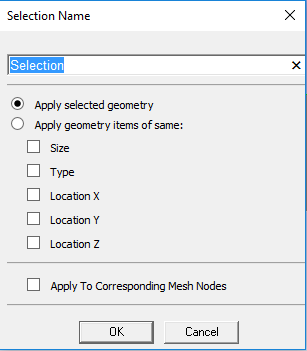 Selection Name
Selection
Apply selected geometry
Apply geometry items of same:
Size
Type
Location X
Location Y
Location Z
Apply To Corresponding Mesh Nodes
OK Cancel